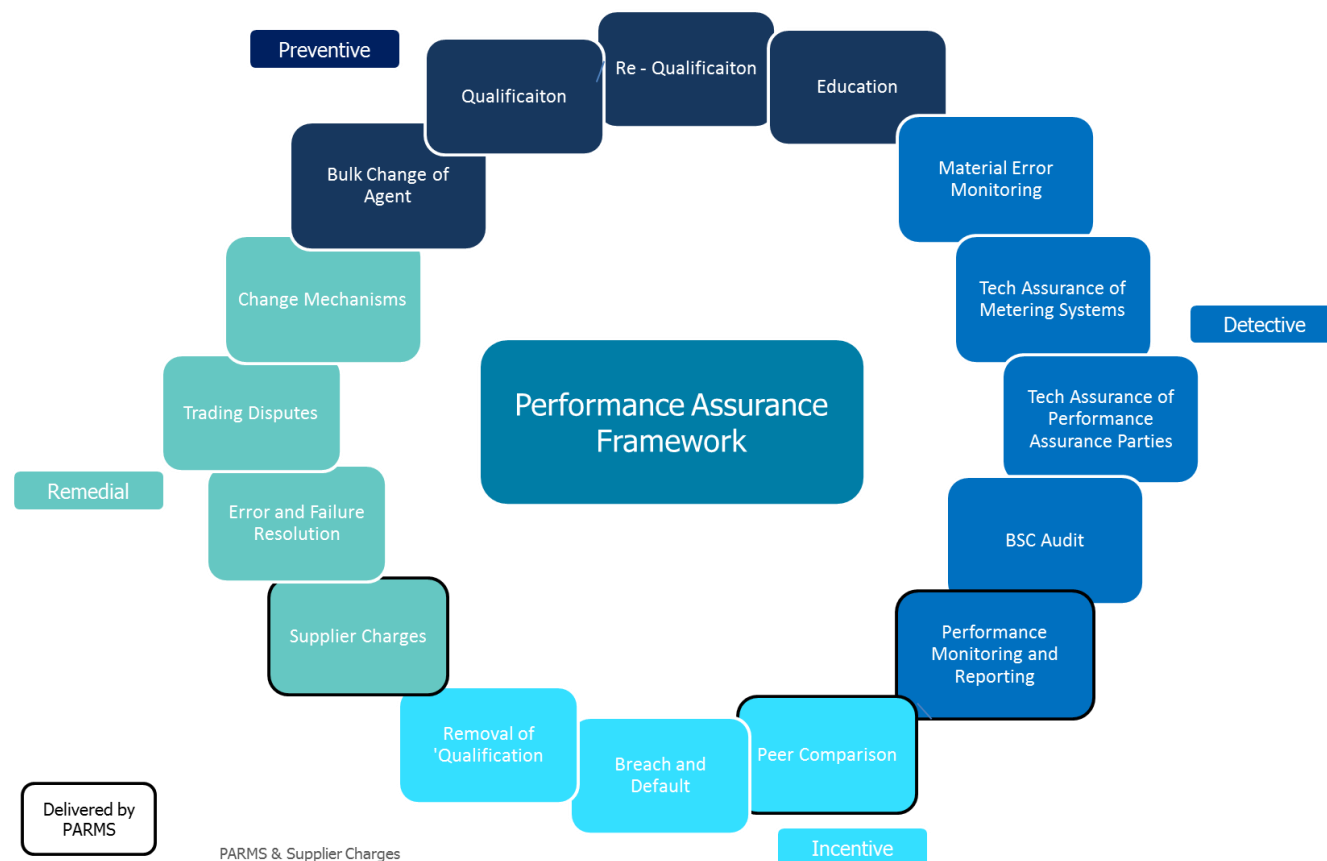 Preventive
Qualificaiton
Re - Qualificaiton
Education
Bulk Change of
Agent
Material Error
Monitoring
Change Mechanisms
Tech Assurance of
Metering Systems
Detective
Performance Assurance
Framework
Trading Disputes
Tech Assurance of
Performance
Assurance Parties
Remedial
Error and Failure
Resolution
BSC Audit
Supplier Charges
Performance
Monitoring and
Reporting
Removal of
'Qualification
Breach and
Default
Peer Comparison
Delivered by
PARMS
PARMS & Supplier Charges
Incentive